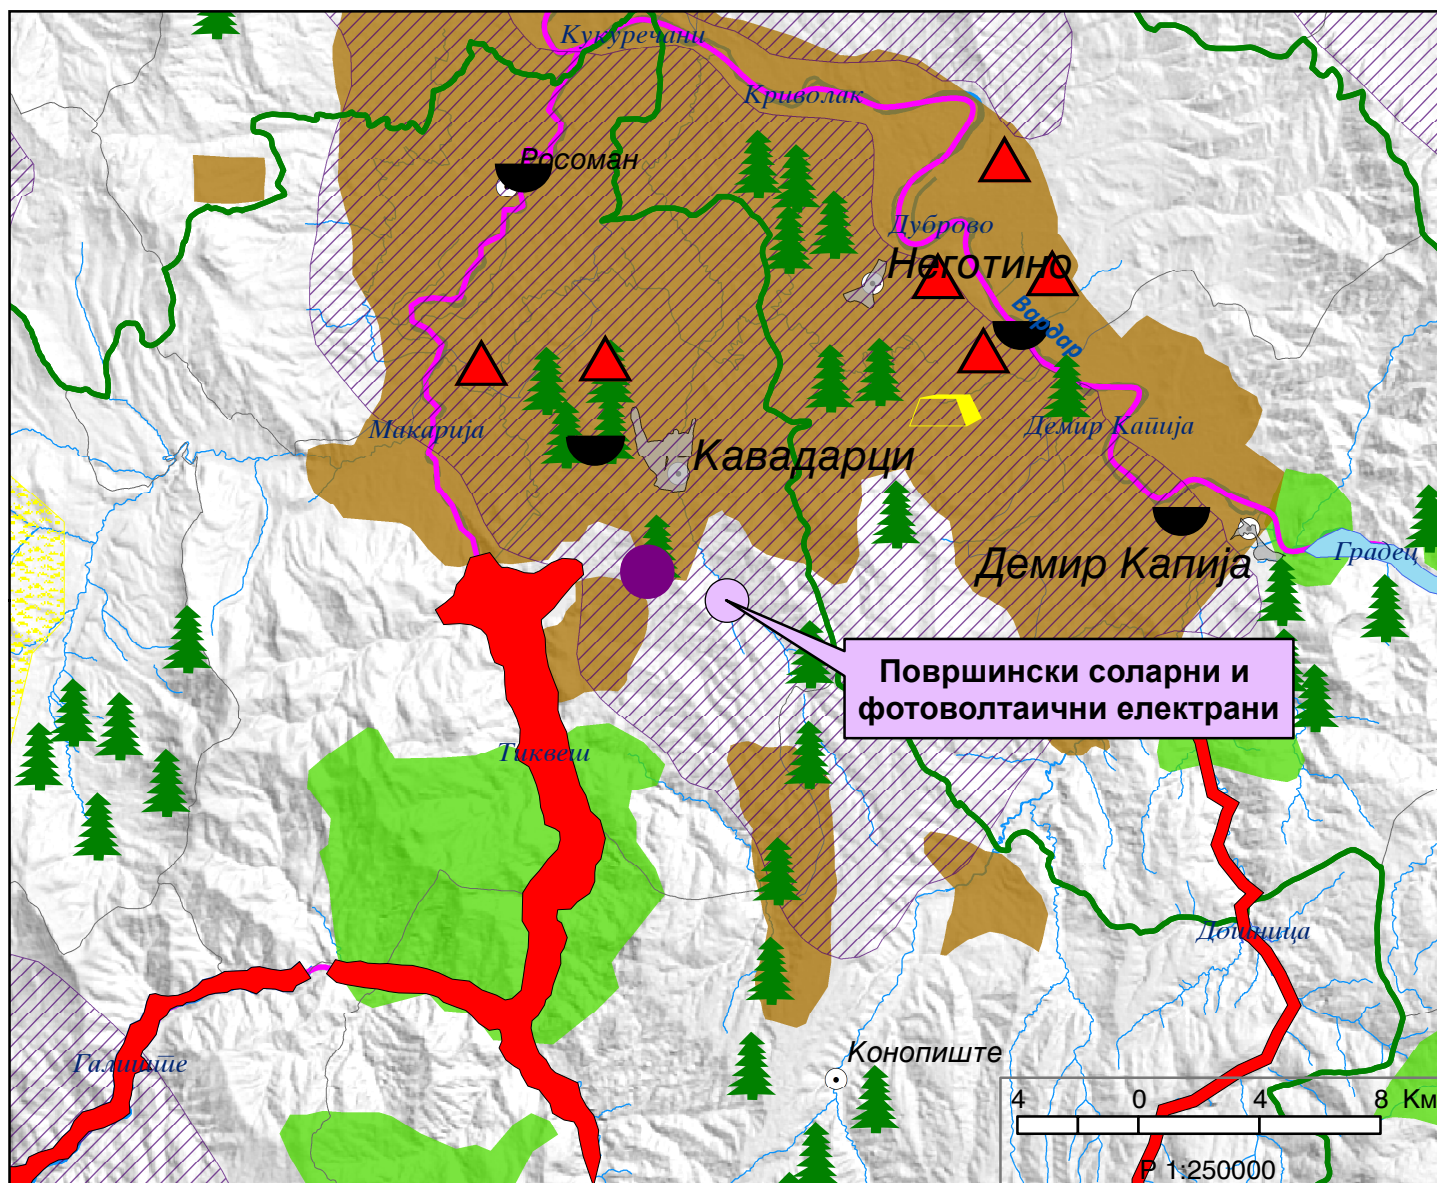 Кукуречани
Криволак
Росоман
Дуброво
Неготино
Вардар
Макарија
Демир Капија
Кавадарци
Градец
Демир Капија
Површински соларни и
фотоволтаични електрани
Тиквеш
Дошница
Конопиште
Галиште
4 0 4 8 Км
Р 1:250000